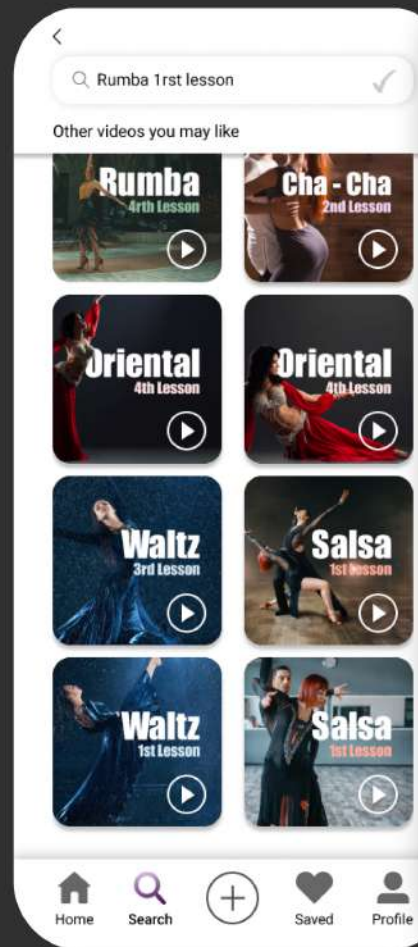 Rumba 1rst lesson
Other videos you may like
Rumba
4rth Lesson
Cha - Cha
2nd Lesson
Oriental
4th Lesson
Oriental
4th Lesson
Waltz
3rd Lesson
Salsa
1st Lesson
Waltz
1st Lesson
Salsa
1st Lesson
Home
Search
Saved
Profile